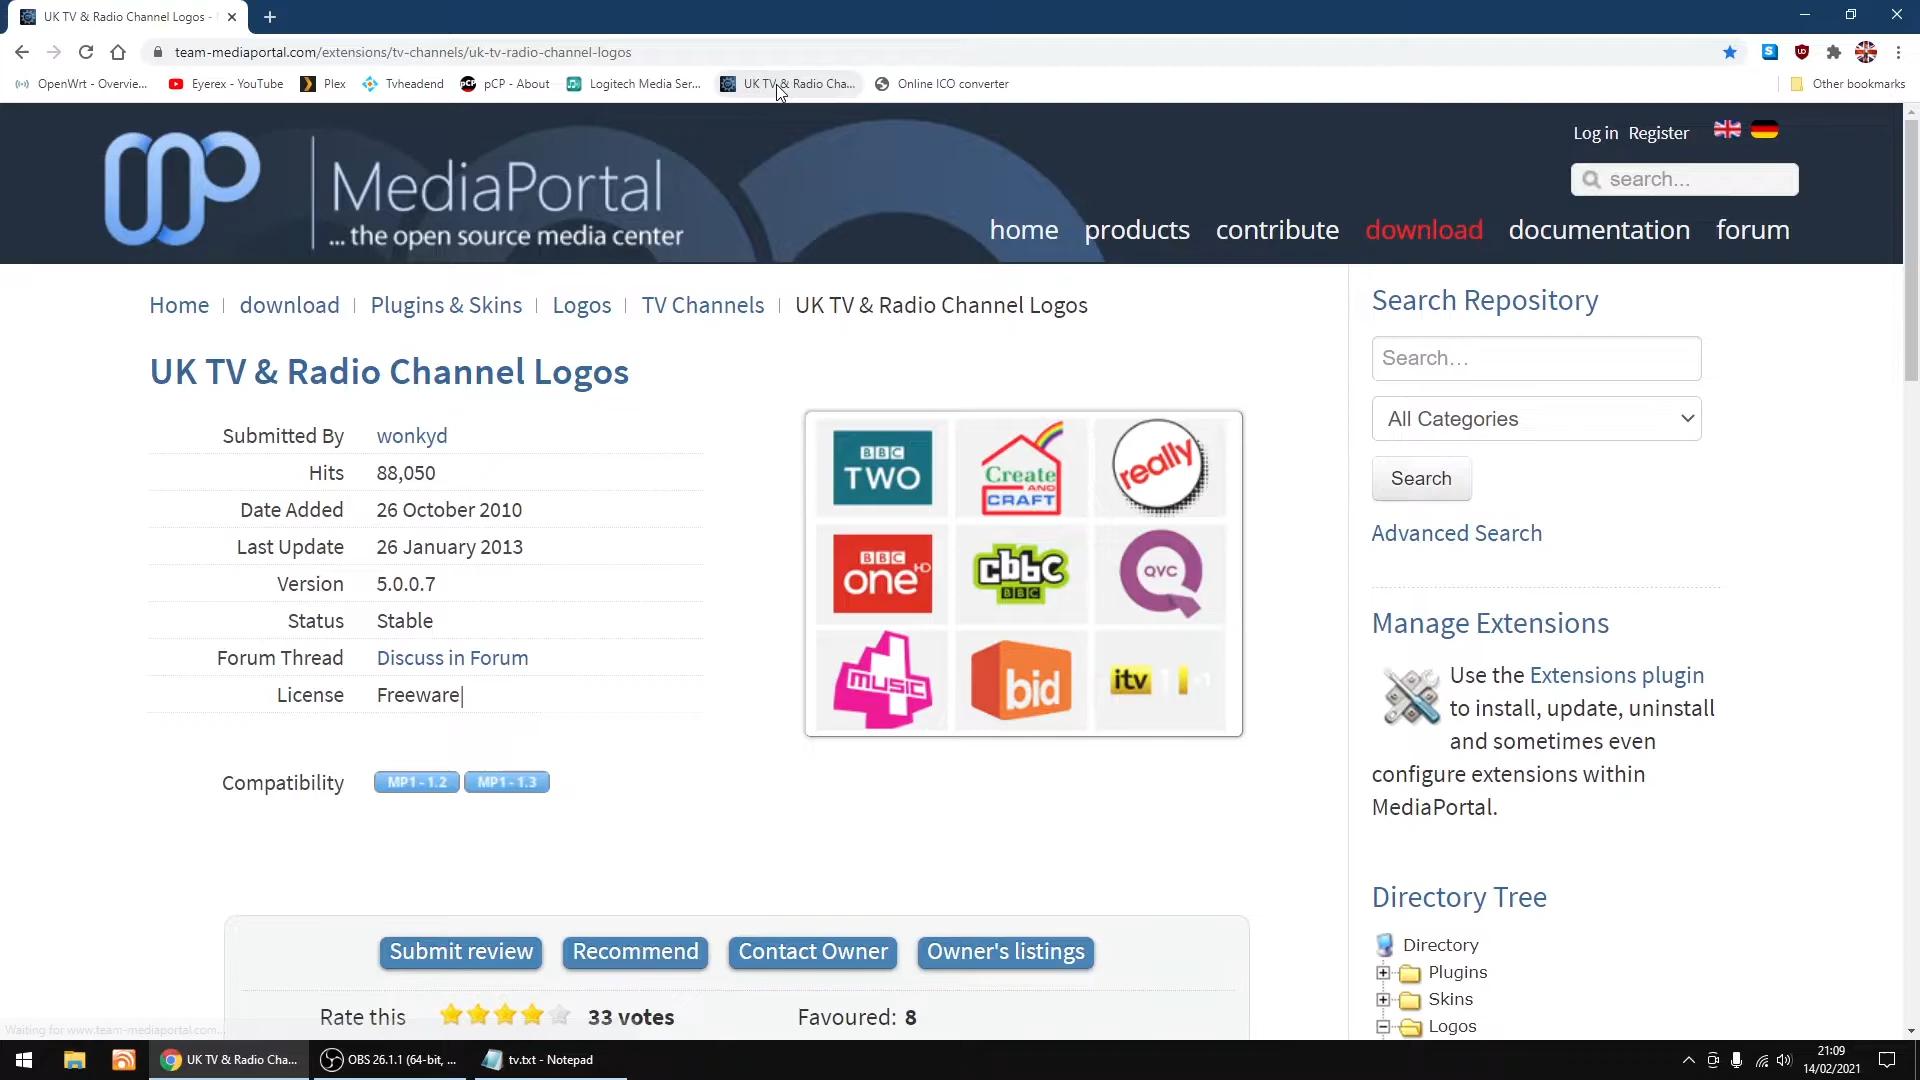 UK TV & Radio Channel Logos -
team-mediaportal.com/extensions/tv-channels/uk-tv-radio-channel-logos
OpenWrt - Overvie...
Eyerex - YouTube
Plex
Tvheadend
pCP - About
Logitech Media Ser...
UK TV & Radio Cha...
Online ICO converter
Other bookmarks
MediaPortal
... the open source media center
Log in Register
search...
home products contribute download documentation forum
Home download Plugins & Skins Logos TV Channels UK TV & Radio Channel Logos
UK TV & Radio Channel Logos
Submitted By wonkyd
Hits 88,050
Date Added 26 October 2010
Last Update 26 January 2013
Version 5.0.0.7
Status Stable
Forum Thread Discuss in Forum
License Freeware
Compatibility MP1 - 1.2 MP1 - 1.3
BBC TWO
Create AND CRAFT
really
BBC one HD
cbbc BBC
QVC
4 MUSIC
bid
itv 1 +1
Submit review Recommend Contact Owner Owner's listings
Rate this 33 votes Favoured: 8
Search Repository
Search...
All Categories
Search
Advanced Search
Manage Extensions
Use the Extensions plugin
to install, update, uninstall
and sometimes even
configure extensions within
MediaPortal.
Directory Tree
Directory
Plugins
Skins
Logos
Waiting for www.team-mediaportal.com...
UK TV & Radio Cha...
OBS 26.1.1 (64-bit, ...
tv.txt - Notepad
21:09
14/02/2021